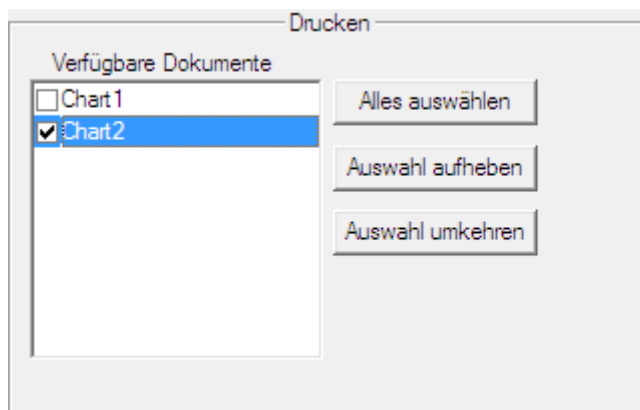 Drucken
Verfügbare Dokumente
Chart1
Chart2
Alles auswählen
Auswahl aufheben
Auswahl umkehren